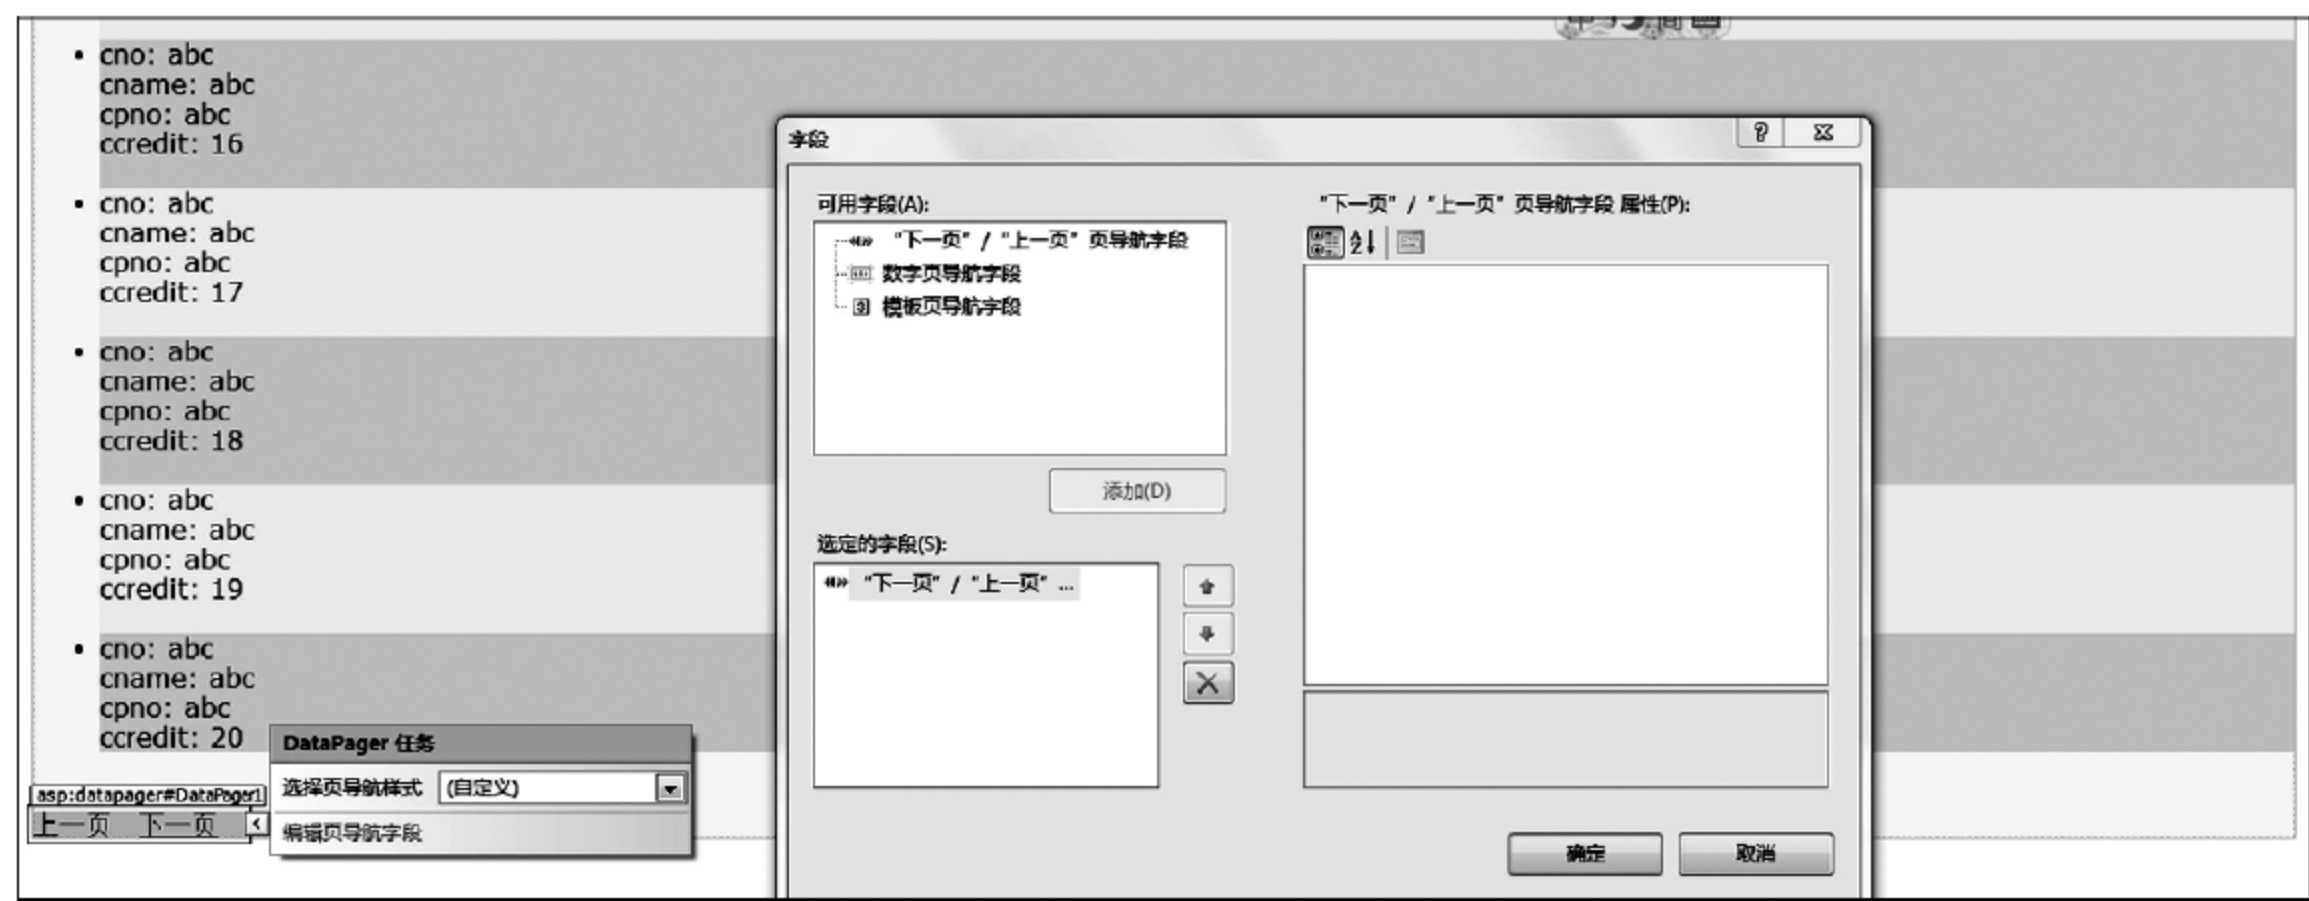 • cno: abc
cname: abc
cpno: abc
ccredit: 16
• cno: abc
cname: abc
cpno: abc
ccredit: 17
• cno: abc
cname: abc
cpno: abc
ccredit: 18
• cno: abc
cname: abc
cpno: abc
ccredit: 19
• cno: abc
cname: abc
cpno: abc
ccredit: 20
asp:datapager#DataPager1
上一页 下一页
DataPager 任务
选择页导航样式 (自定义)
编辑页导航字段
字段
可用字段(A):
"下一页" / "上一页" 页导航字段
数字页导航字段
模板页导航字段
添加(D)
选定的字段(S):
"下一页" / "上一页" ...
"下一页" / "上一页" 页导航字段 属性(P):
确定
取消